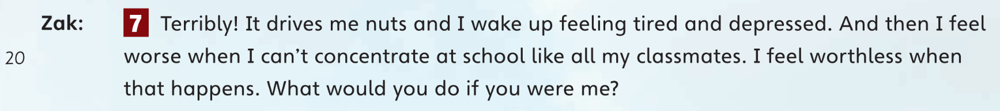 Zak: 7 Terribly! It drives me nuts and I wake up feeling tired and depressed. And then I feel
20 worse when I can't concentrate at school like all my classmates. I feel worthless when
that happens. What would you do if you were me?